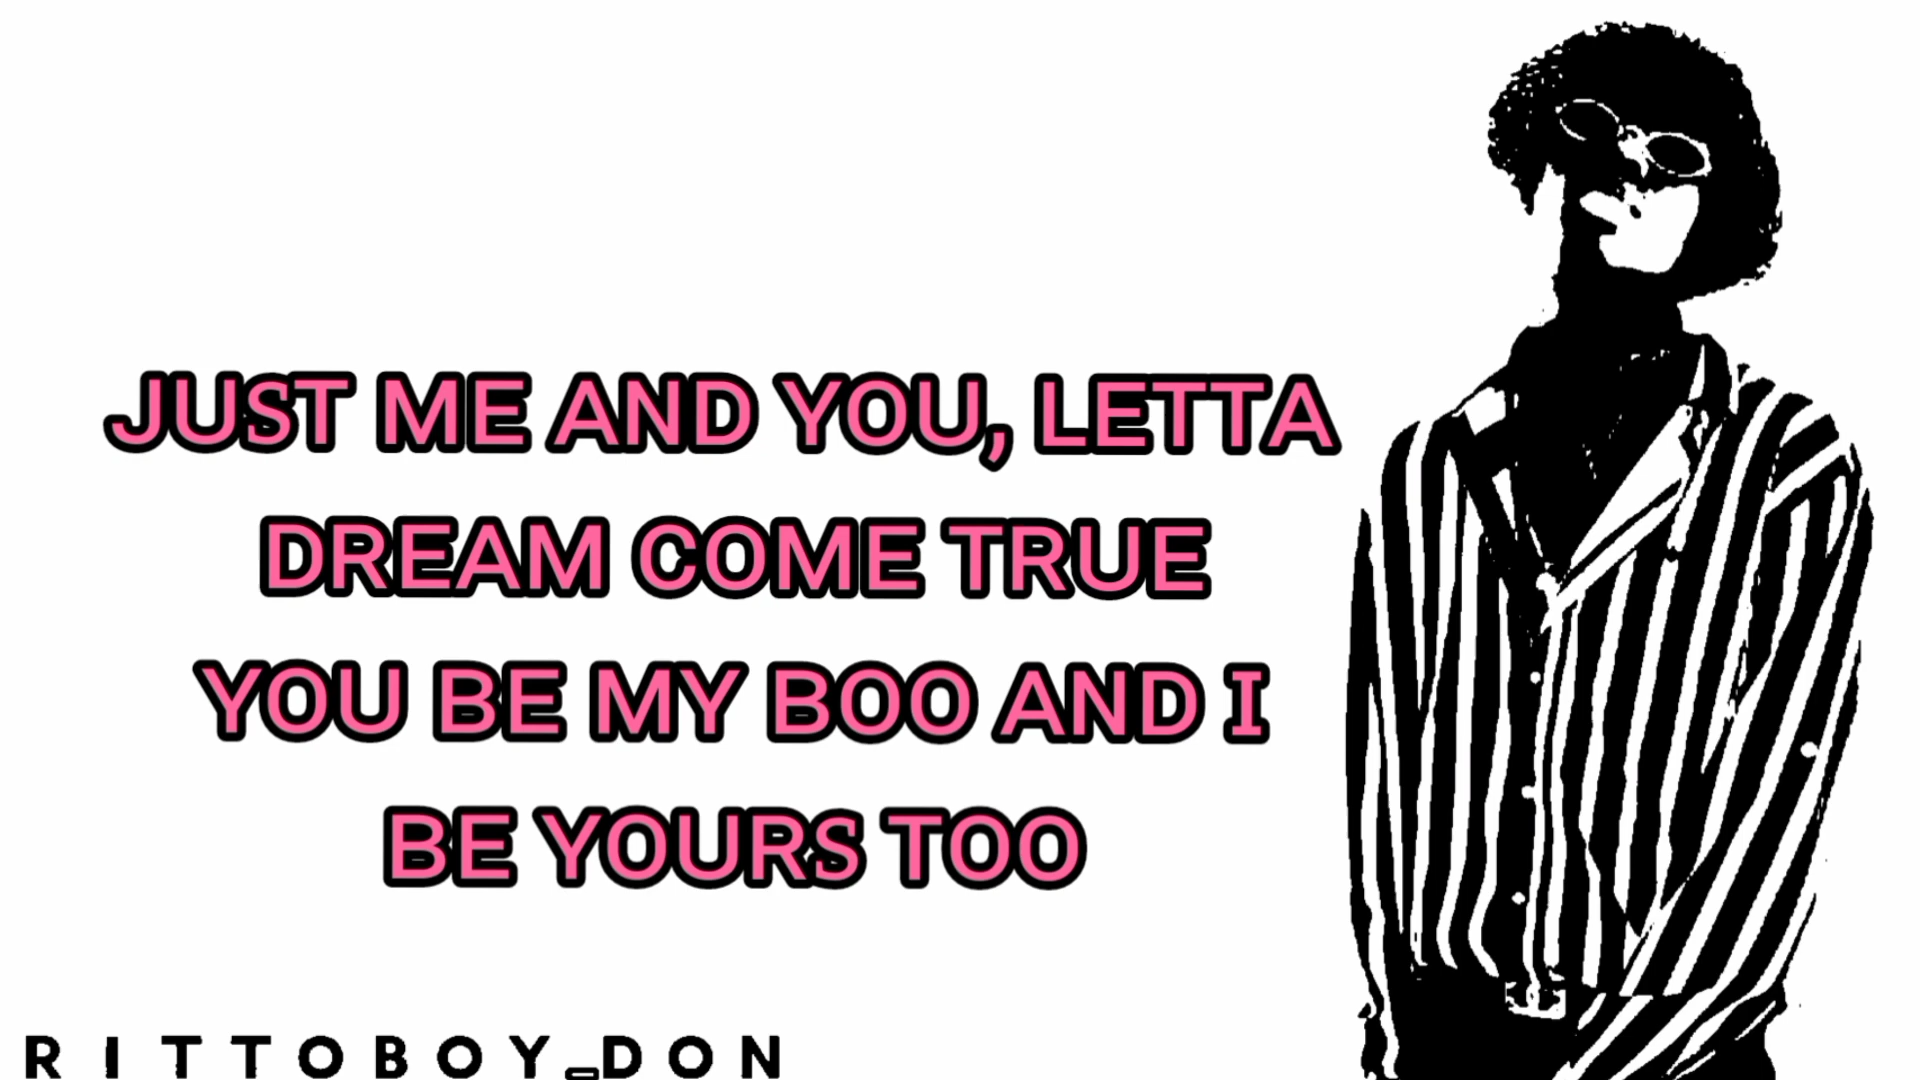 JUST ME AND YOU, LETTA
DREAM COME TRUE
YOU BE MY BOO AND I
BE YOURS TOO
RITTOBOY_DON